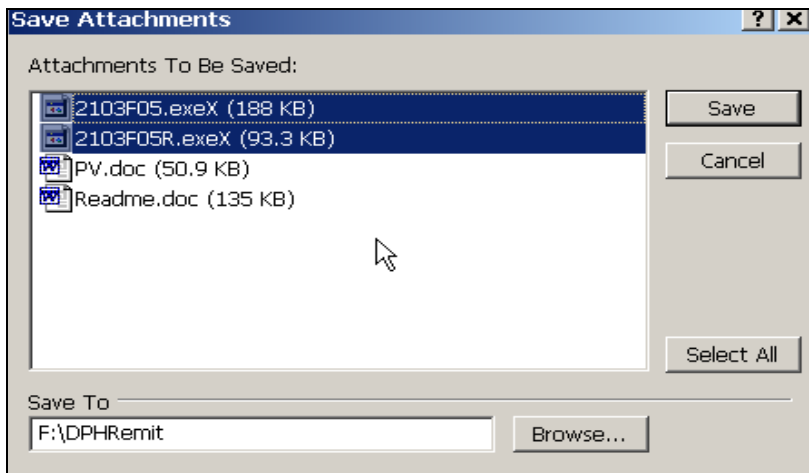 Save Attachments
Attachments To Be Saved:
2103F05.exeX (188 KB)
2103F05R.exeX (93.3 KB)
PV.doc (50.9 KB)
Readme.doc (135 KB)
Save
Cancel
Select All
Save To
F:\DPHRemit
Browse...